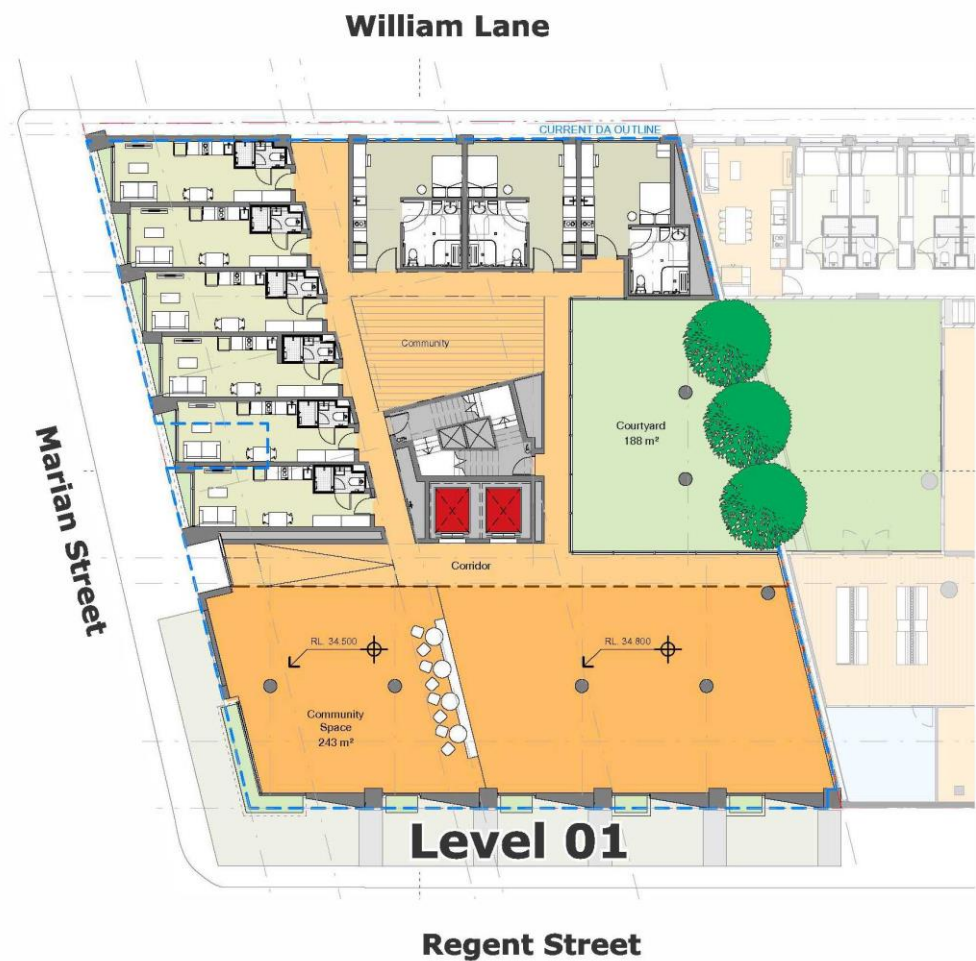 William Lane
CURRENT DA OUTLINE
Community
Courtyard
188 m²
Marian Street
Corridor
RL. 34.500
RL. 34.800
Community
Space
243 m²
Level 01
Regent Street